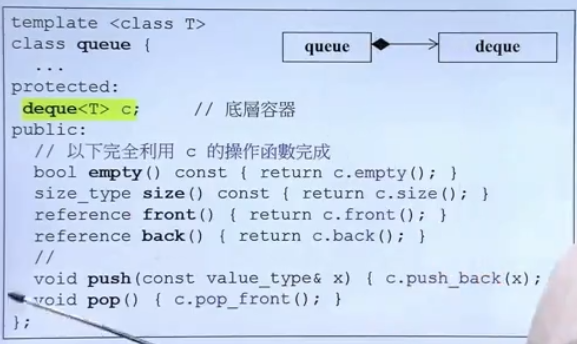 template <class T>
class queue {
queue
deque
...
protected:
deque<T> c; // 底層容器
public:
// 以下完全利用 c 的操作函數完成
bool empty() const { return c.empty(); }
size_type size() const { return c.size(); }
reference front() { return c.front(); }
reference back() { return c.back(); }
//
void push(const value_type& x) { c.push_back(x);
void pop() { c.pop_front(); }
};